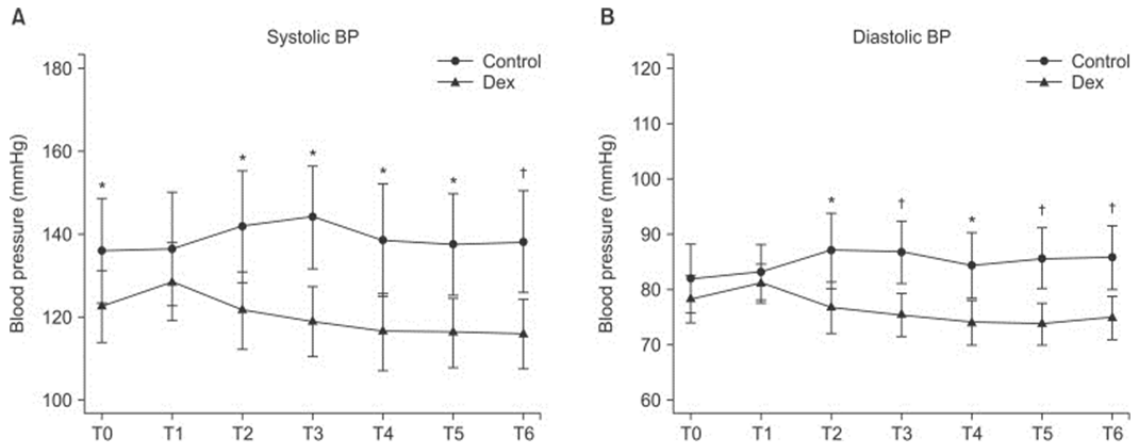 A
Systolic BP
Control
Dex
Blood pressure (mmHg)
180
160
140
120
100
* * * * * †
T0 T1 T2 T3 T4 T5 T6
B
Diastolic BP
Control
Dex
Blood pressure (mmHg)
120
110
100
90
80
70
60
* † * † †
T0 T1 T2 T3 T4 T5 T6